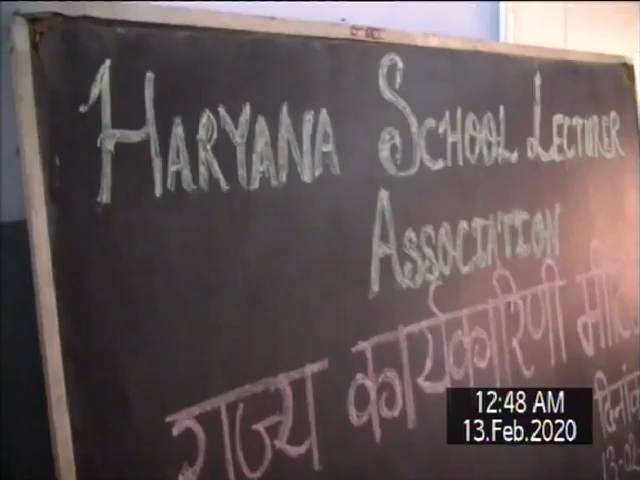 HARYANA SCHOOL LECTURER
ASSOCIATION
राज्य कार्यकारिणी
12:48 AM
13.Feb.2020